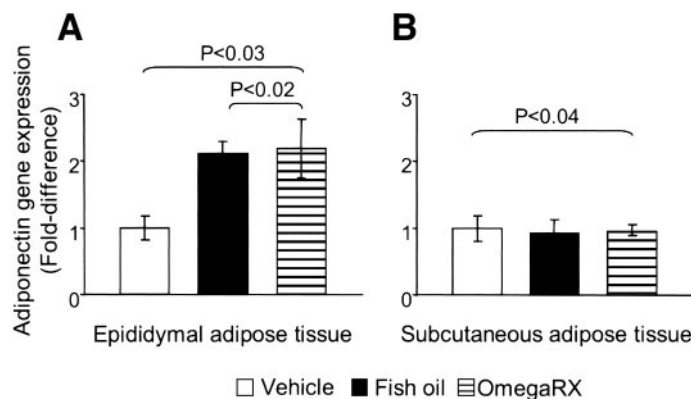 A
B
Adiponectin gene expression
(Fold-difference)
P<0.03
P<0.02
3
2
1
0
Epididymal adipose tissue
P<0.04
3
2
1
0
Subcutaneous adipose tissue
Vehicle Fish oil OmegaRX